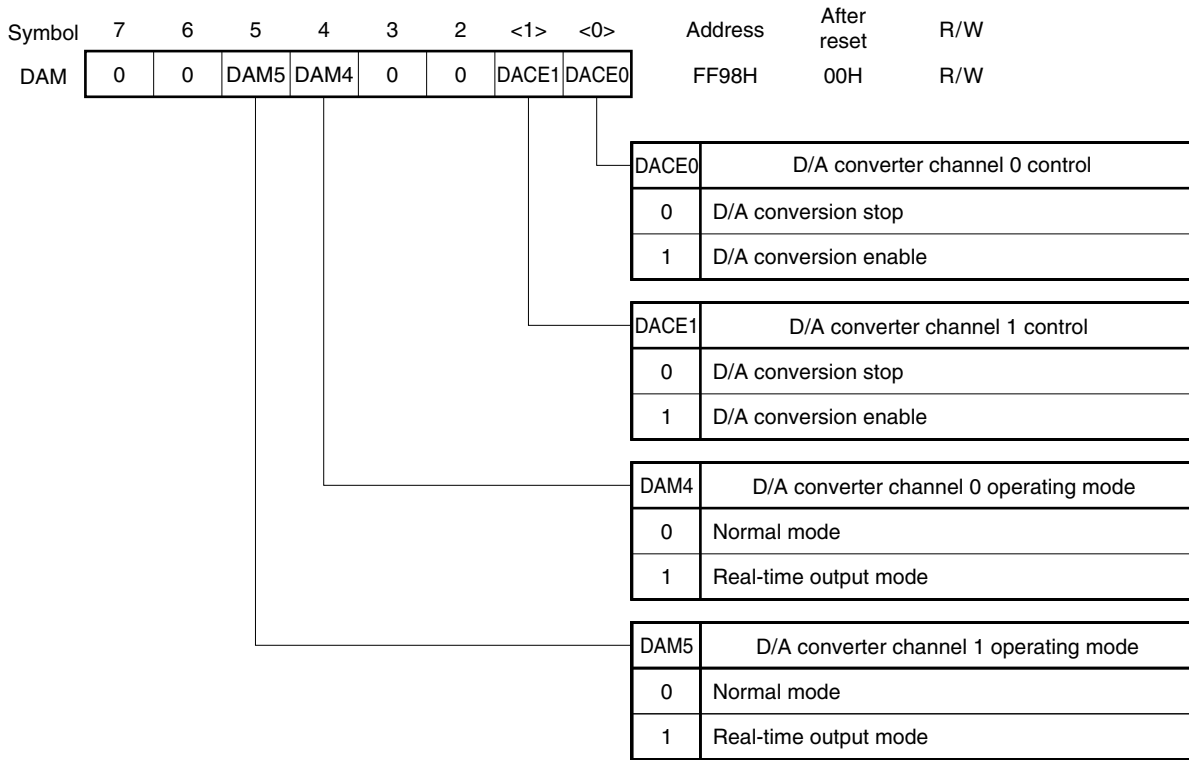 Symbol 7 6 5 4 3 2 <1> <0> Address After reset R/W
DAM 0 0 DAM5 DAM4 0 0 DACE1 DACE0 FF98H 00H R/W
DACE0 D/A converter channel 0 control
0 D/A conversion stop
1 D/A conversion enable
DACE1 D/A converter channel 1 control
0 D/A conversion stop
1 D/A conversion enable
DAM4 D/A converter channel 0 operating mode
0 Normal mode
1 Real-time output mode
DAM5 D/A converter channel 1 operating mode
0 Normal mode
1 Real-time output mode